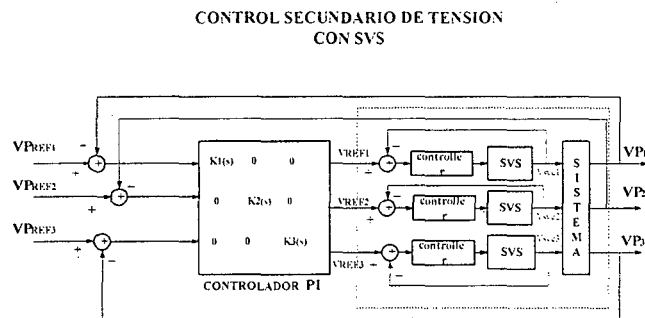 CONTROL SECUNDARIO DE TENSION
CON SVS
VPREF1
VPREF2
VPREF3
K1(s) 0 0
0 K2(s) 0
0 0 K3(s)
CONTROLADOR PI
VREF1
VREF2
VREF3
controlle
r
SVS
controlle
r
SVS
controlle
r
SVS
SISTEMA
VP1
VP2
VP3